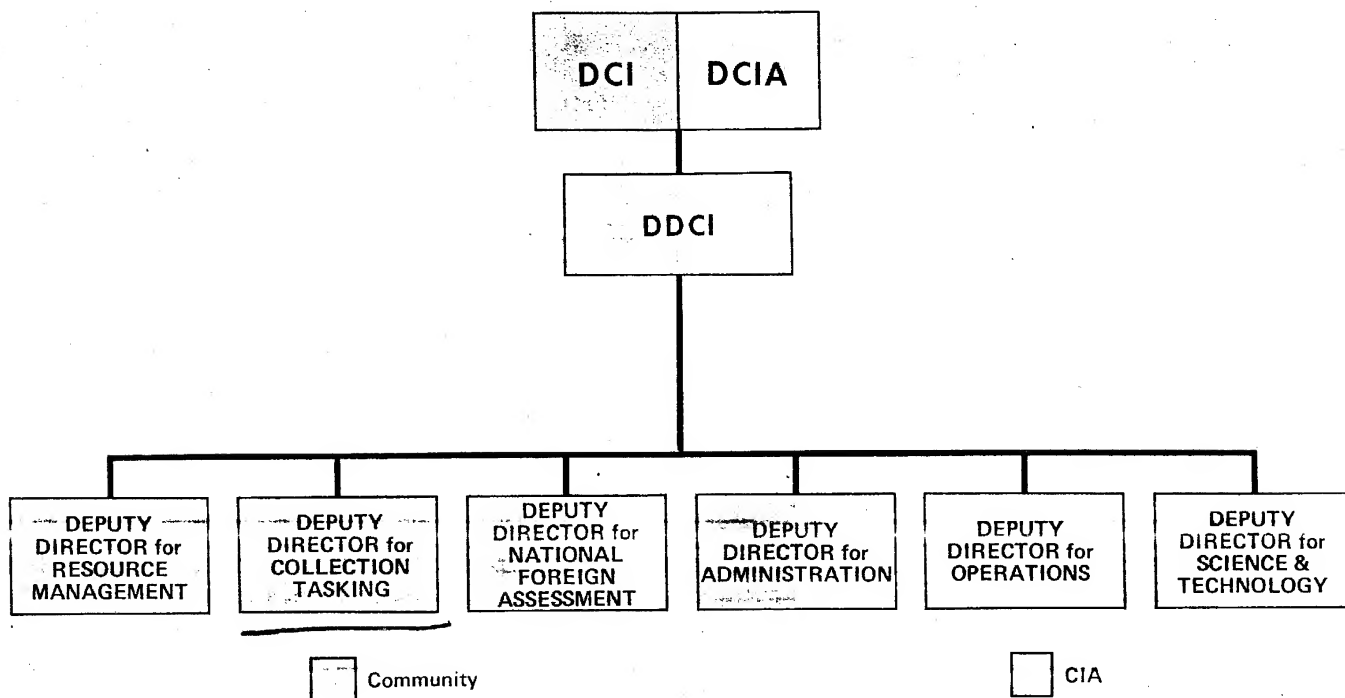 DCI
DCIA
DDCI
DEPUTY
DIRECTOR for
RESOURCE
MANAGEMENT
DEPUTY
DIRECTOR for
COLLECTION
TASKING
DEPUTY
DIRECTOR for
NATIONAL
FOREIGN
ASSESSMENT
DEPUTY
DIRECTOR for
ADMINISTRATION
DEPUTY
DIRECTOR for
OPERATIONS
DEPUTY
DIRECTOR for
SCIENCE &
TECHNOLOGY
Community
CIA